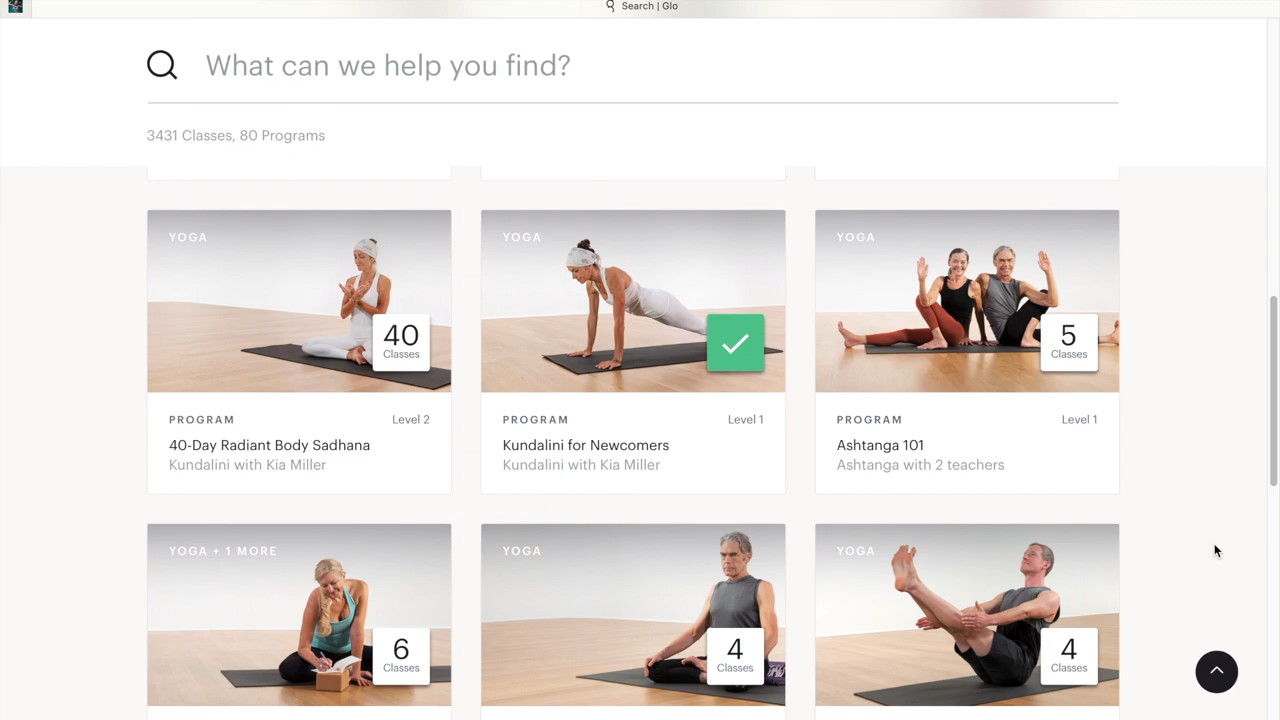 Search | Glo
What can we help you find?
3431 Classes, 80 Programs
YOGA
40
Classes
PROGRAM Level 2
40-Day Radiant Body Sadhana
Kundalini with Kia Miller
YOGA
PROGRAM Level 1
Kundalini for Newcomers
Kundalini with Kia Miller
YOGA
5
Classes
PROGRAM Level 1
Ashtanga 101
Ashtanga with 2 teachers
YOGA + 1 MORE
6
Classes
YOGA
4
Classes
YOGA
4
Classes